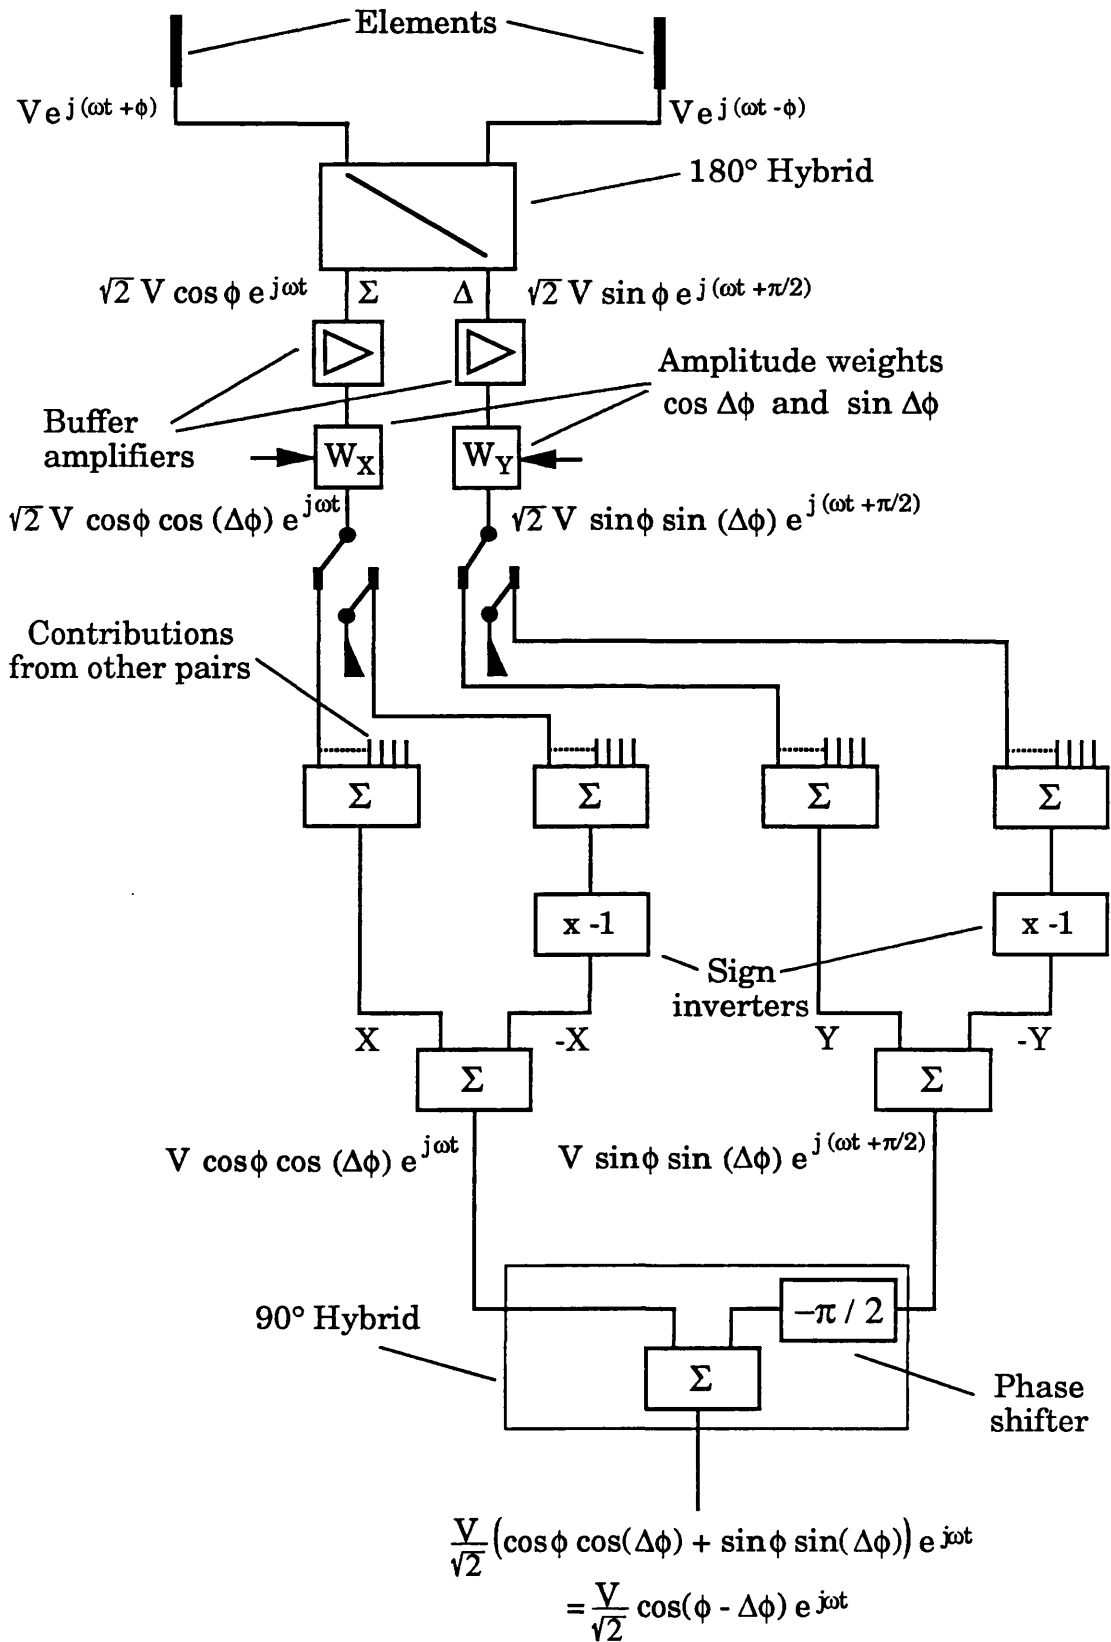 Elements
V e j (ωt +ϕ)
V e j (ωt -ϕ)
180° Hybrid
√2 V cos ϕ e jωt
Σ
Δ
√2 V sin ϕ e j (ωt +π/2)
Amplitude weights
cos Δϕ and sin Δϕ
Buffer
amplifiers
W X
W Y
√2 V cosϕ cos (Δϕ) e jωt
√2 V sinϕ sin (Δϕ) e j (ωt +π/2)
Contributions
from other pairs
Σ
Σ
Σ
Σ
x -1
x -1
Sign
inverters
X
-X
Y
-Y
Σ
Σ
V cosϕ cos (Δϕ) e jωt
V sinϕ sin (Δϕ) e j (ωt +π/2)
90° Hybrid
−π / 2
Σ
Phase
shifter
V/√2 (cosϕ cos(Δϕ) + sinϕ sin(Δϕ)) e jωt
= V/√2 cos(ϕ - Δϕ) e jωt